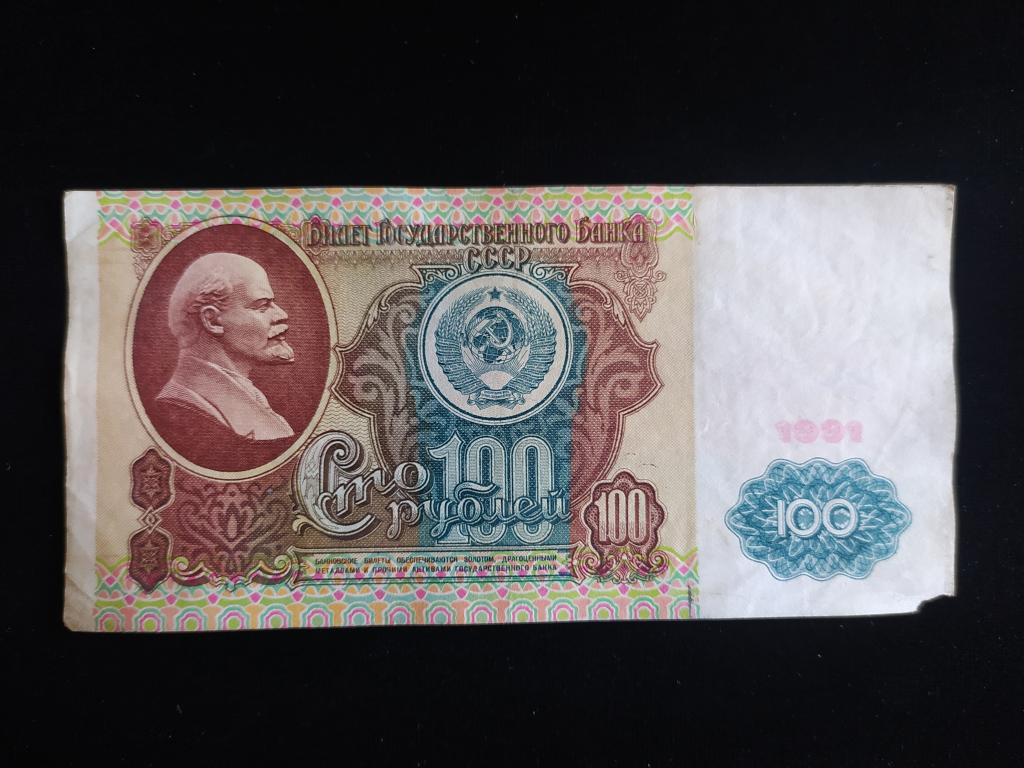 Билет Государственного Банка
СССР
100
Сто
рублей
100
100
БАНКОВСКИЕ БИЛЕТЫ ОБЕСПЕЧИВАЮТСЯ ЗОЛОТОМ, ДРАГОЦЕННЫМИ
МЕТАЛЛАМИ И ПРОЧИМИ АКТИВАМИ ГОСУДАРСТВЕННОГО БАНКА
1991
100